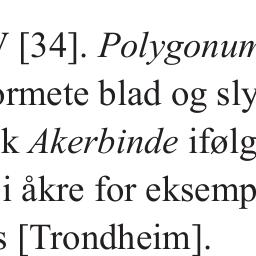 [34]. Polygonum
ormete blad og sly
k Akerbinde ifølg
i åkre for eksemp
s [Trondheim].